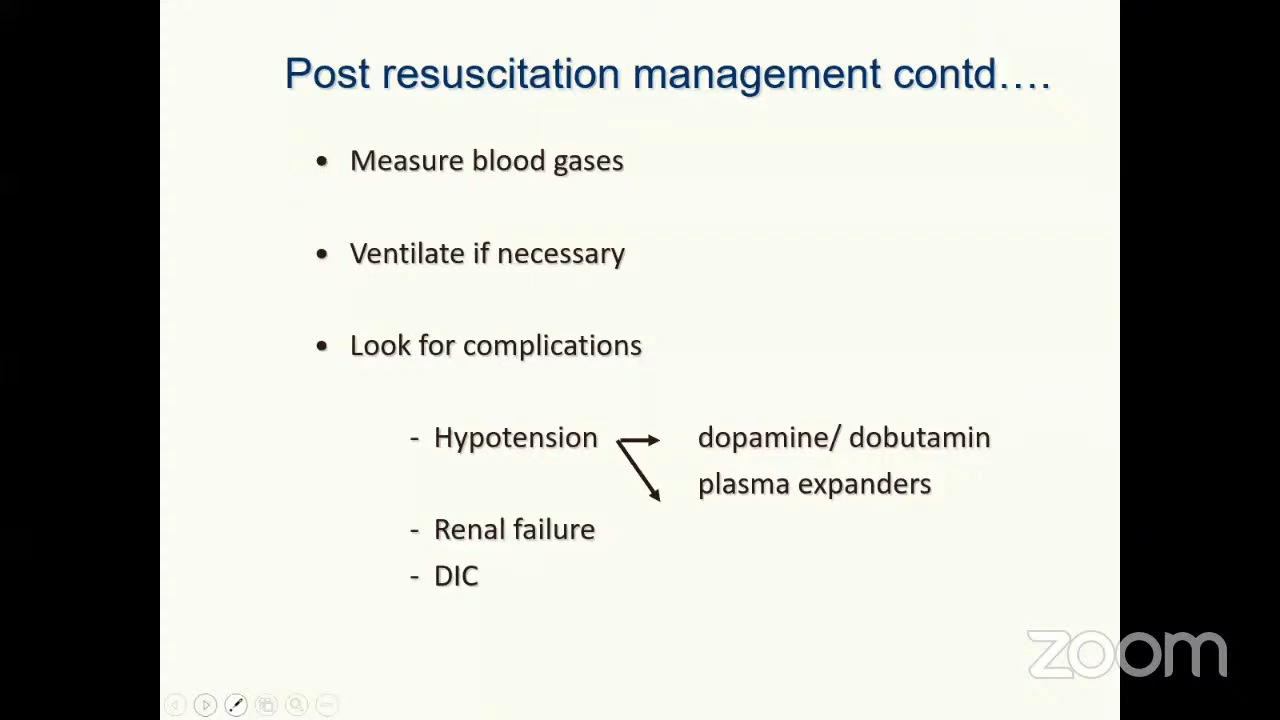 Post resuscitation management contd....
• Measure blood gases
• Ventilate if necessary
• Look for complications
- Hypotension dopamine/ dobutamin
plasma expanders
- Renal failure
- DIC
zoom